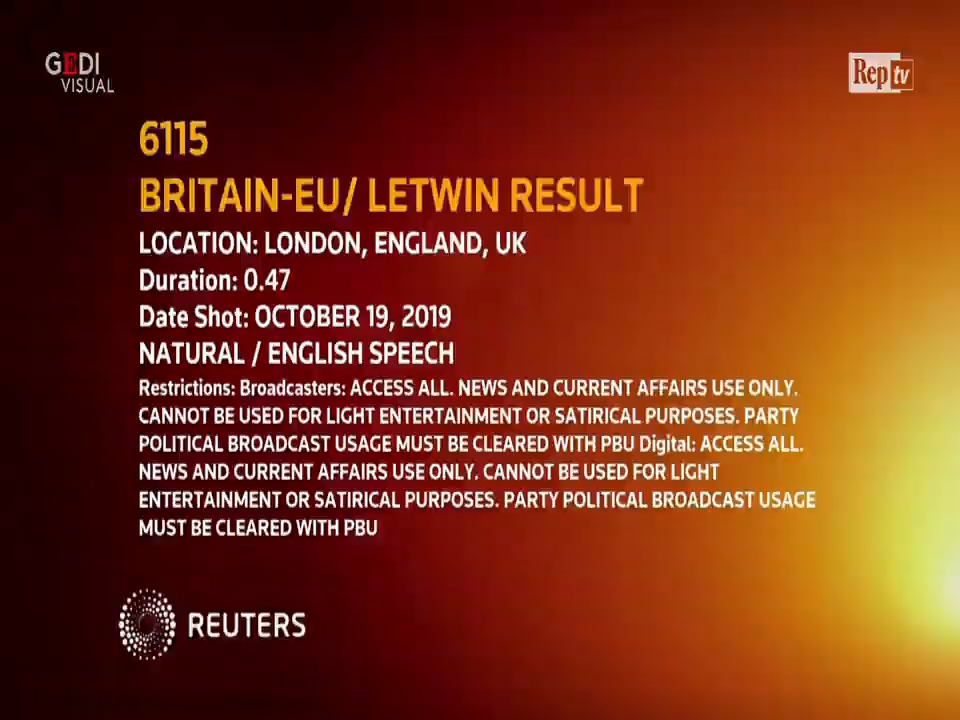 GEDI
VISUAL
Rep tv
6115
BRITAIN-EU/ LETWIN RESULT
LOCATION: LONDON, ENGLAND, UK
Duration: 0.47
Date Shot: OCTOBER 19, 2019
NATURAL / ENGLISH SPEECH
Restrictions: Broadcasters: ACCESS ALL. NEWS AND CURRENT AFFAIRS USE ONLY.
CANNOT BE USED FOR LIGHT ENTERTAINMENT OR SATIRICAL PURPOSES. PARTY
POLITICAL BROADCAST USAGE MUST BE CLEARED WITH PBU Digital: ACCESS ALL.
NEWS AND CURRENT AFFAIRS USE ONLY. CANNOT BE USED FOR LIGHT
ENTERTAINMENT OR SATIRICAL PURPOSES. PARTY POLITICAL BROADCAST USAGE
MUST BE CLEARED WITH PBU
REUTERS